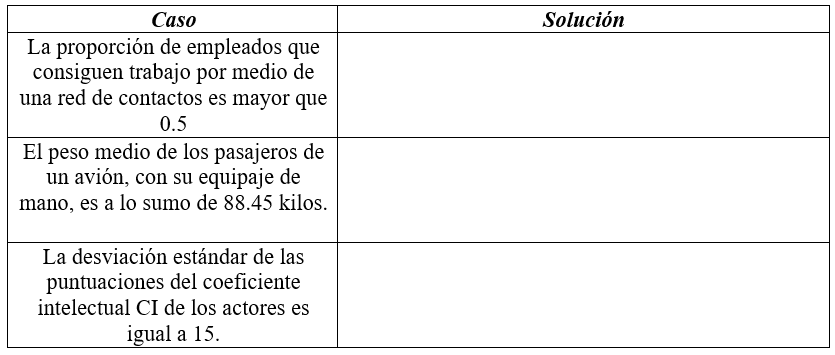 Caso
Solución
La proporción de empleados que
consiguen trabajo por medio de
una red de contactos es mayor que
0.5
El peso medio de los pasajeros de
un avión, con su equipaje de
mano, es a lo sumo de 88.45 kilos.
La desviación estándar de las
puntuaciones del coeficiente
intelectual CI de los actores es
igual a 15.